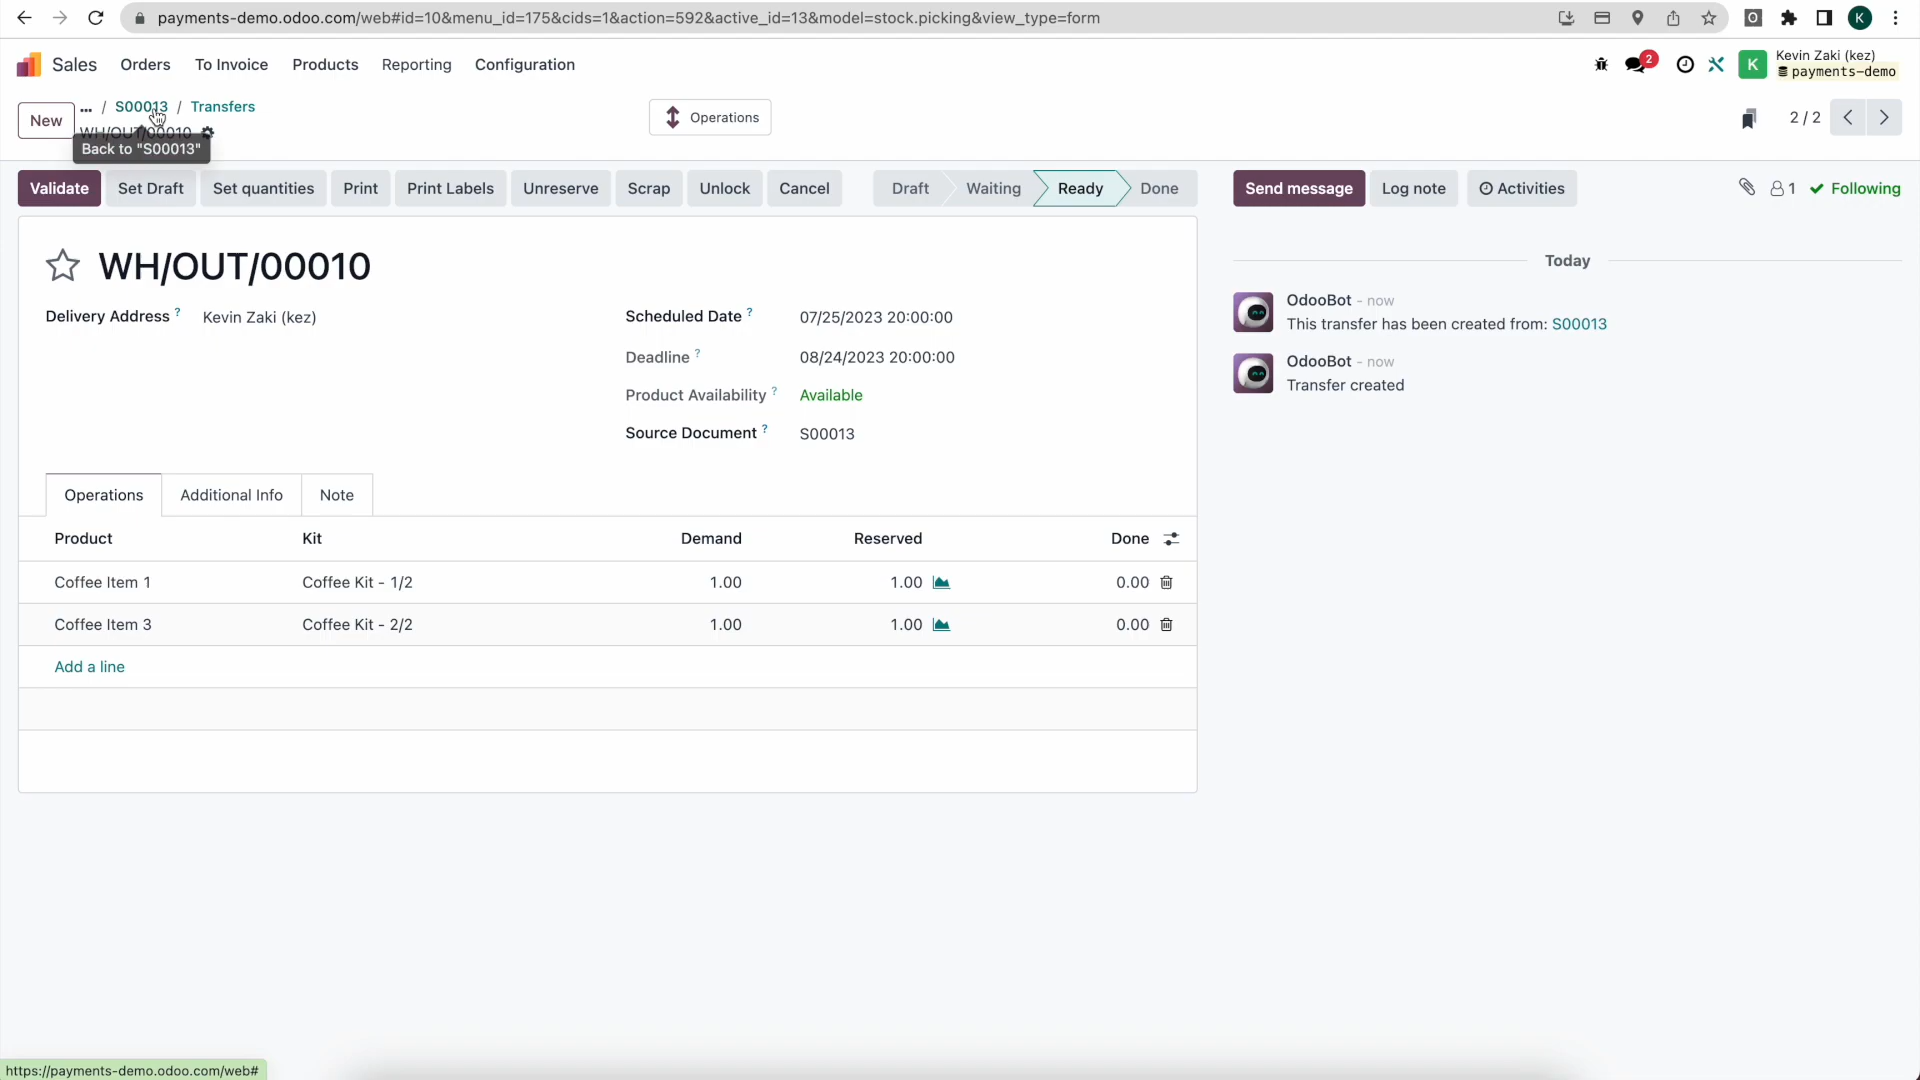 payments-demo.odoo.com/web#id=10&menu_id=175&cids=1&action=592&active_id=13&model=stock.picking&view_type=form
O
K
Sales Orders To Invoice Products Reporting Configuration
2
K
Kevin Zaki (kez)
payments-demo
New
... / S00013 / Transfers
WH/OUT/00010
Back to "S00013"
Operations
2 / 2
Validate Set Draft Set quantities Print Print Labels Unreserve Scrap Unlock Cancel Draft Waiting Ready Done
Send message Log note Activities 1 Following
WH/OUT/00010
Delivery Address ? Kevin Zaki (kez)
Scheduled Date ? 07/25/2023 20:00:00
Deadline ? 08/24/2023 20:00:00
Product Availability ? Available
Source Document ? S00013
Today
OdooBot - now
This transfer has been created from: S00013
OdooBot - now
Transfer created
Operations Additional Info Note
Product Kit Demand Reserved Done
Coffee Item 1 Coffee Kit - 1/2 1.00 1.00 0.00
Coffee Item 3 Coffee Kit - 2/2 1.00 1.00 0.00
Add a line
https://payments-demo.odoo.com/web#